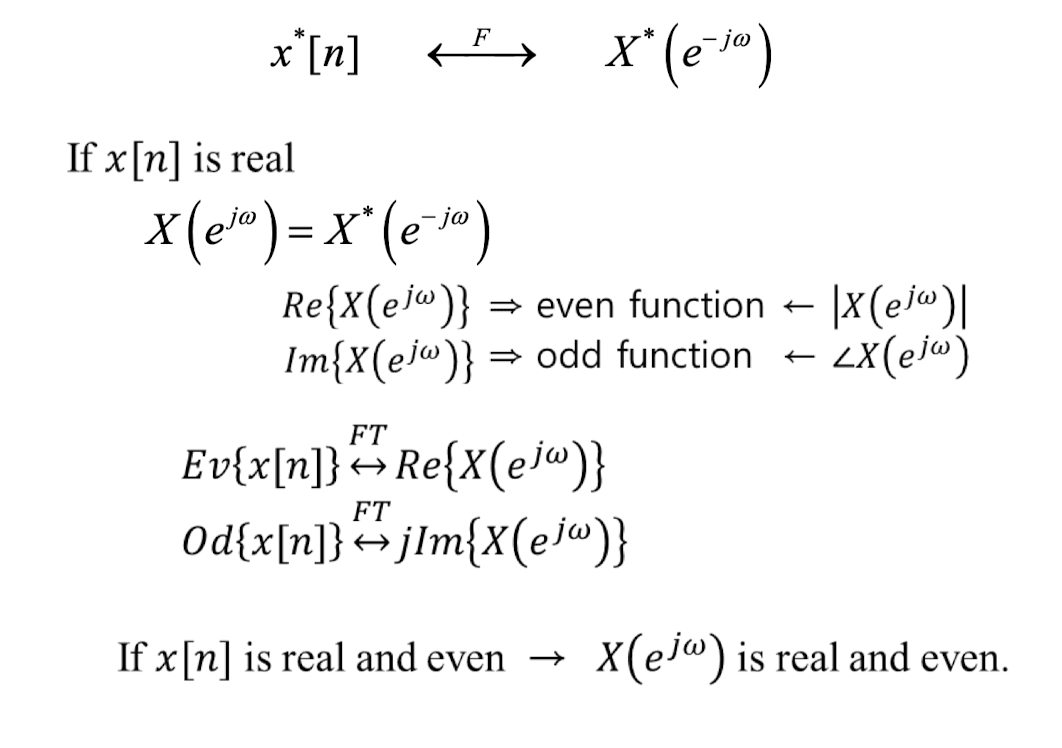 x*[n] ⟷F X*(e^{-jω})
If x[n] is real
X(e^{jω}) = X*(e^{-jω})
Re{X(e^{jω})} ⇒ even function ← |X(e^{jω})|
Im{X(e^{jω})} ⇒ odd function ← ∠X(e^{jω})
Ev{x[n]} ↔FT Re{X(e^{jω})}
Od{x[n]} ↔FT jIm{X(e^{jω})}
If x[n] is real and even → X(e^{jω}) is real and even.